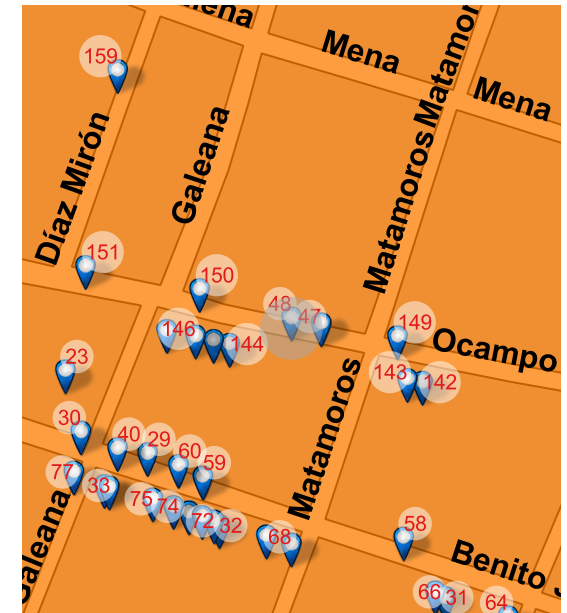 Mena
Mena
Matamoros
Mena
159
Díaz Mirón
Galeana
Matamoros
151
150
48
47
149
146
144
Ocampo
23
143
142
30
40
29
60
59
Matamoros
77
33
75
74
72
32
68
58
Galeana
Benito J
66
31
64